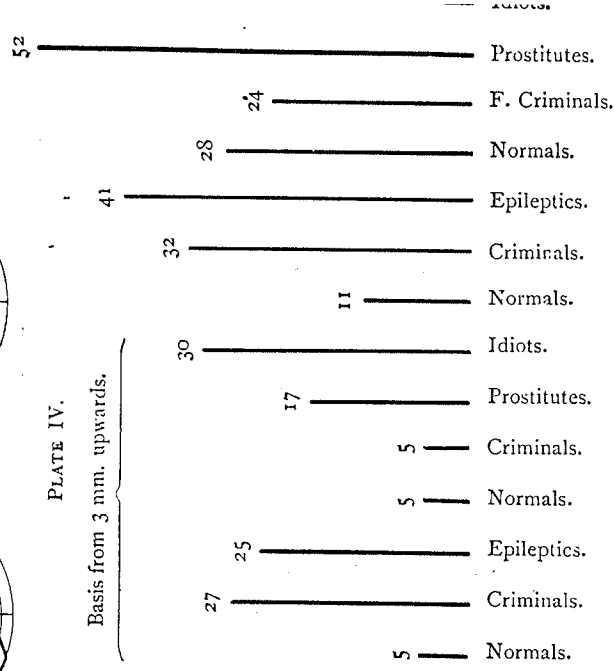 Idiots.
52 Prostitutes.
24 F. Criminals.
28 Normals.
41 Epileptics.
32 Criminals.
11 Normals.
PLATE IV.
Basis from 3 mm. upwards.
30 Idiots.
17 Prostitutes.
5 Criminals.
5 Normals.
25 Epileptics.
27 Criminals.
5 Normals.